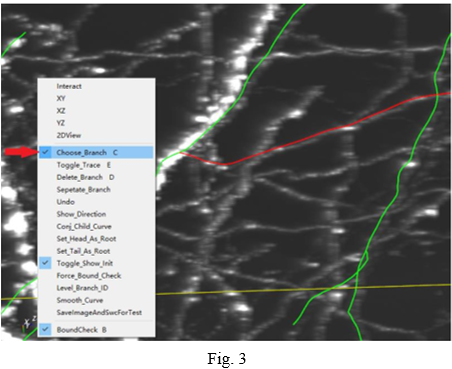 Interact
XY
XZ
YZ
2DView
Choose_Branch C
Toggle_Trace E
Delete_Branch D
Sepetate_Branch
Undo
Show_Direction
Conj_Child_Curve
Set_Head_As_Root
Set_Tail_As_Root
Toggle_Show_Init
Force_Bound_Check
Level_Branch_ID
Smooth_Curve
SaveImageAndSwcForTest
BoundCheck B
Fig. 3